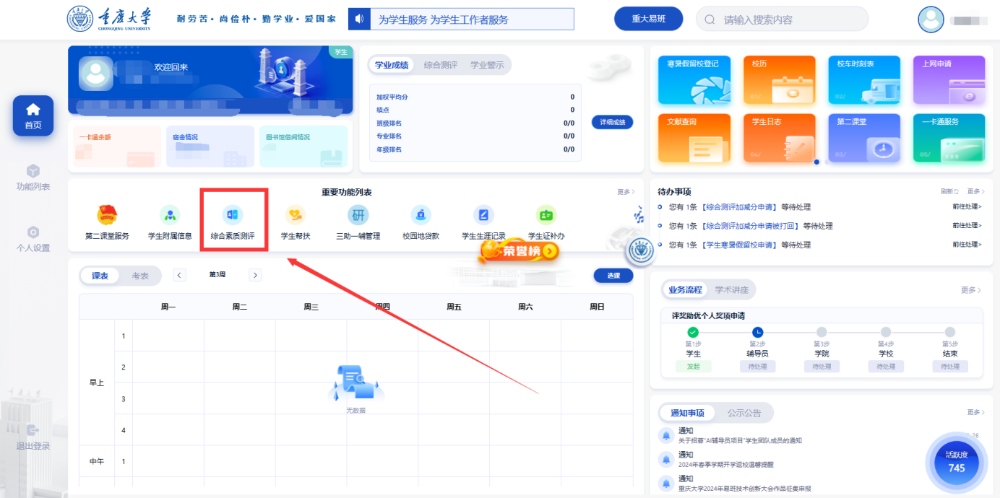 重庆大学
CHONGQING UNIVERSITY
耐劳苦·尚俭朴·勤学业·爱国家
为学生服务 为学生工作者服务
重大易班
请输入搜索内容
首页
功能列表
个人设置
退出登录
欢迎回来
学生
一卡通余额
宿舍情况
图书馆借阅情况
学业成绩 综合测评 学业警示
加权平均分 0
绩点 0
班级排名 0/0
专业排名 0/0
年级排名 0/0
详细成绩
寒暑假留校登记
校历
01/
校车时刻表
02/
上网申请
文献查询
学生日志
04/
第二课堂
03/
一卡通服务
05/
重要功能列表
更多
第二课堂服务
学生附属信息
综合素质测评
学生帮扶
三助一辅管理
校园地贷款
学生生涯记录
学生证补办
荣誉榜
待办事项
刷新 更多
您有 1条 【综合测评加减分申请】 等待处理 前往处理>
您有 1条 【综合测评加减分申请被打回】 等待处理 前往处理>
您有 1条 【学生寒暑假留校申请】 等待处理 前往处理>
课表 考表
第3周
选课
周一 周二 周三 周四 周五 周六 周日
早上
1
2
3
4
中午 1
无数据
业务流程 学术讲座
更多
评奖助优个人奖项申请
第1步 第2步 第3步 第4步 第5步
学生 辅导员 学院 学校 结束
发起 待处理 待处理 待处理 待处理
通知事项 公示公告
更多
通知
关于招募"AI辅导员项目"学生团队成员的通知
通知
2024年春季学期开学返校温馨提醒
通知
重庆大学2024年易班技术创新大会作品征集申报
活跃度
745